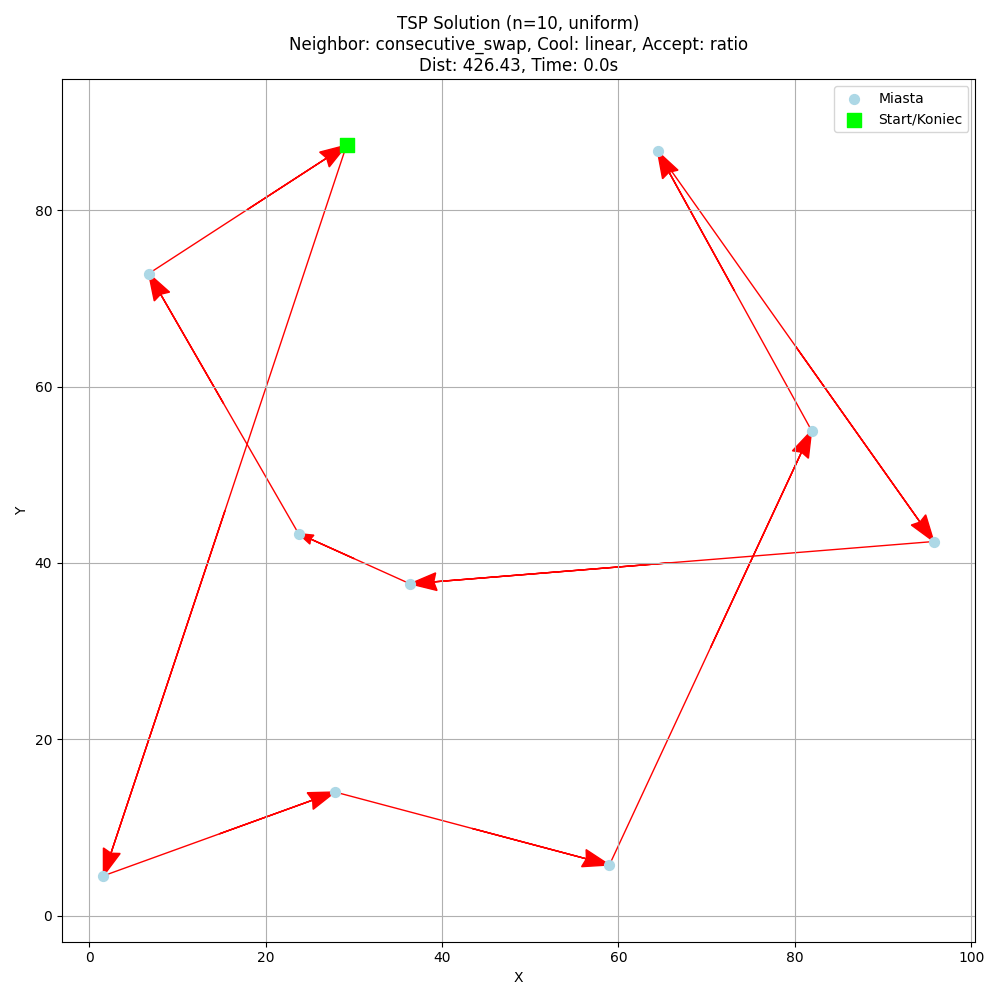 TSP Solution (n=10, uniform)
Neighbor: consecutive_swap, Cool: linear, Accept: ratio
Dist: 426.43, Time: 0.0s
Miasta
Start/Koniec
80
60
40
20
0
Y
0 20 40 60 80 100
X